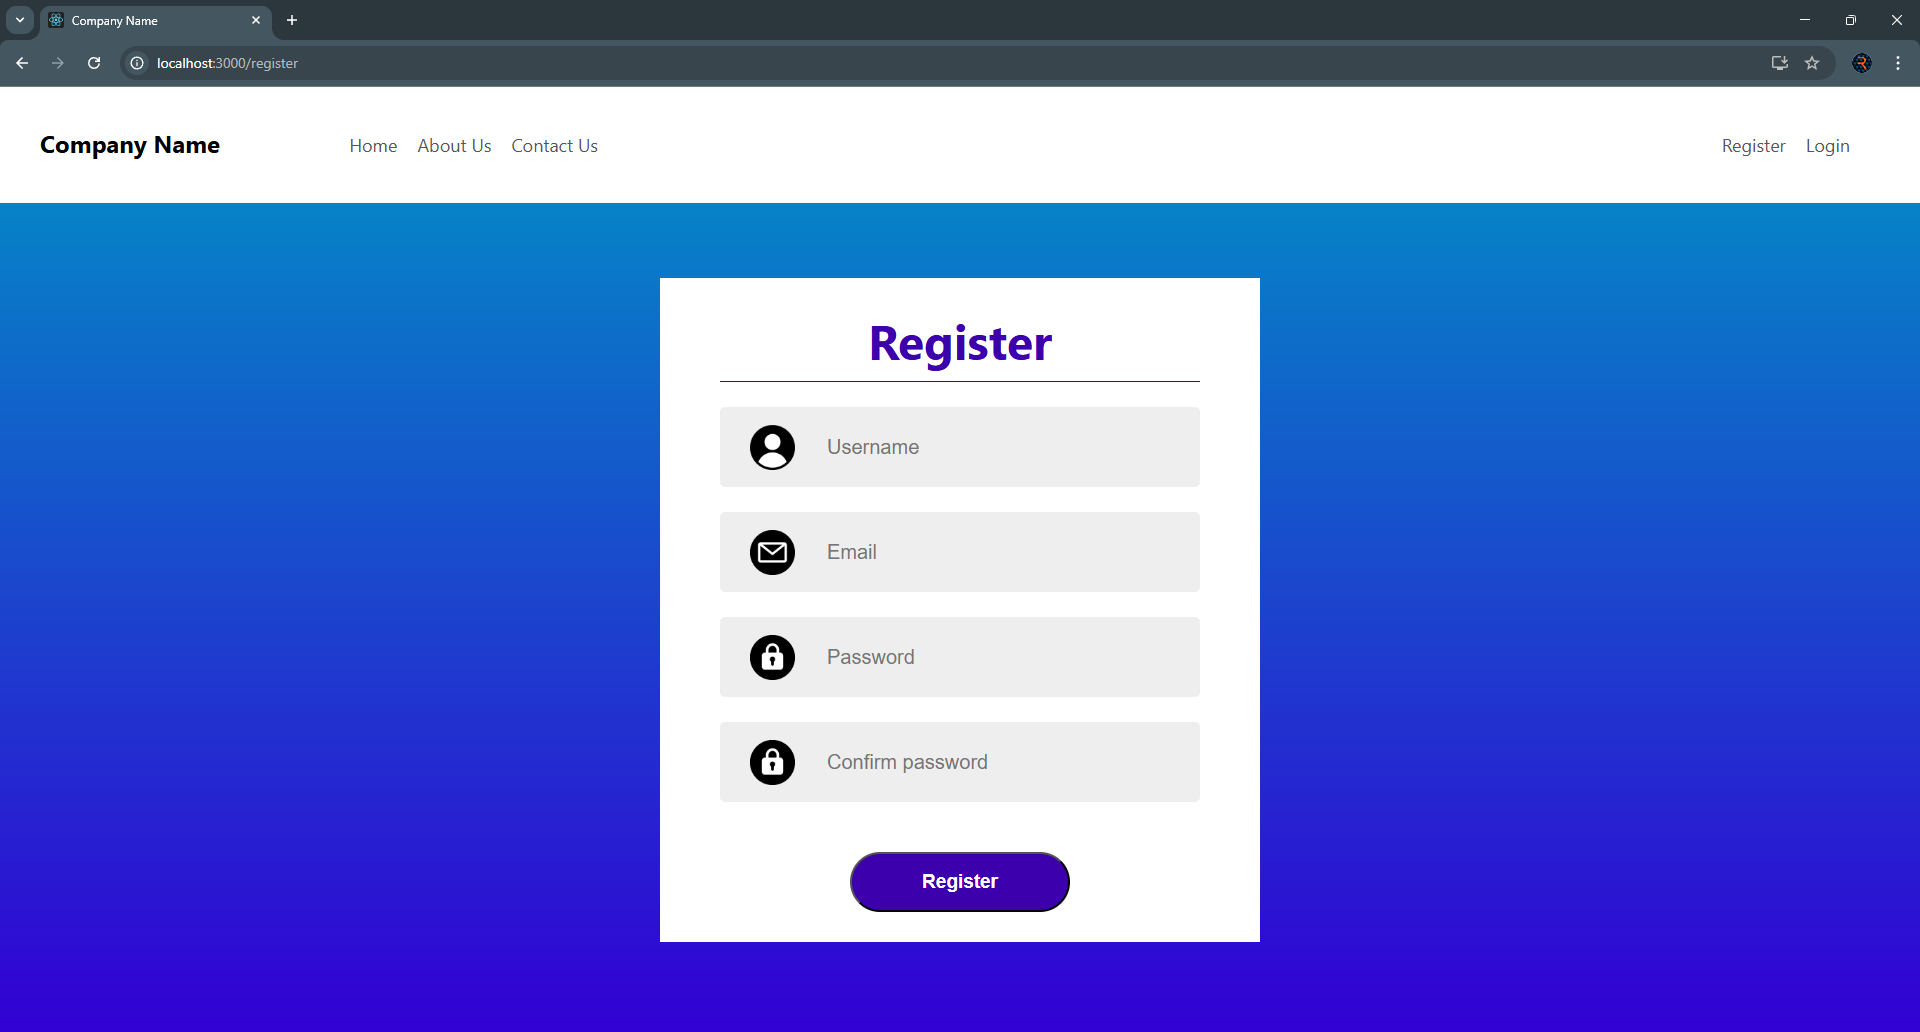 Company Name
localhost:3000/register
Company Name Home About Us Contact Us Register Login
Register
Username
Email
Password
Confirm password
Register